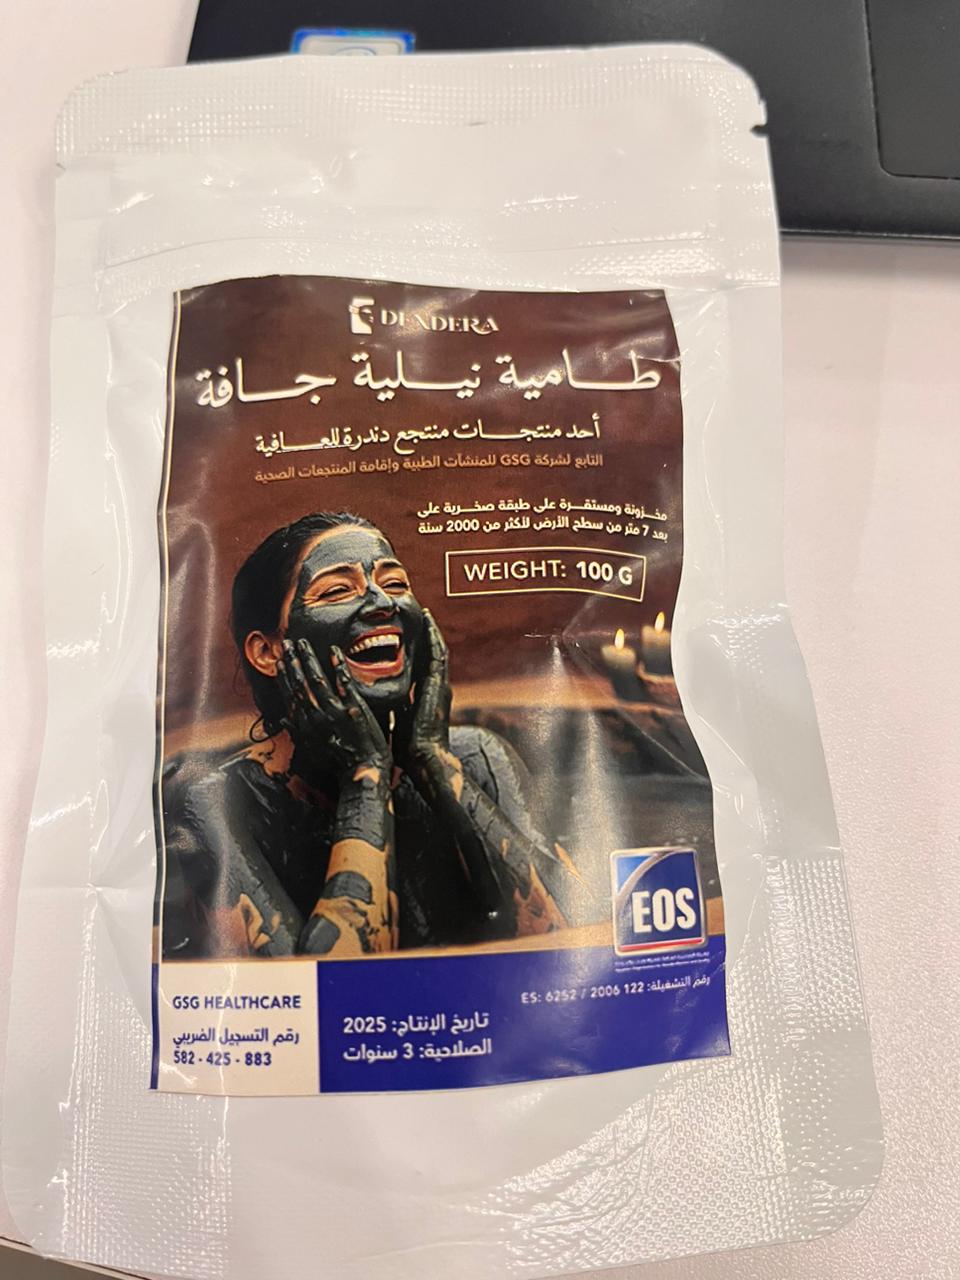 DENDERA
طامية نيلية جافة
أحد منتجات منتجع دندرة للعافية
التابع لشركة GSG للمنشآت الطبية وإقامة المنتجعات الصحية
مخزونة ومستقرة على طبقة صخرية على
بعد 7 متر من سطح الأرض لأكثر من 2000 سنة
WEIGHT: 100 G
EOS
رقم التشغيلة: 122 ES: 6252 / 2006
GSG HEALTHCARE
رقم التسجيل الضريبي
582 - 425 - 883
تاريخ الإنتاج: 2025
الصلاحية: 3 سنوات